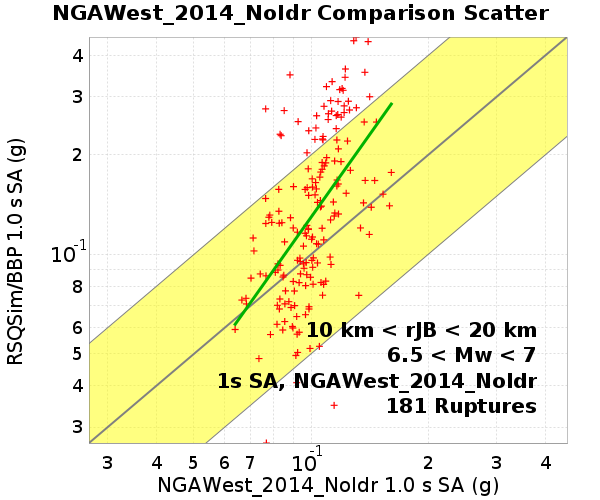 NGAWest_2014_NoIdr Comparison Scatter
RSQSim/BBP 1.0 s SA (g)
4
3
2
10⁻¹
8
6
5
4
3
10 km < rJB < 20 km
6.5 < Mw < 7
1s SA, NGAWest_2014_NoIdr
181 Ruptures
3 4 5 6 7 10⁻¹ 2 3 4
NGAWest_2014_NoIdr 1.0 s SA (g)